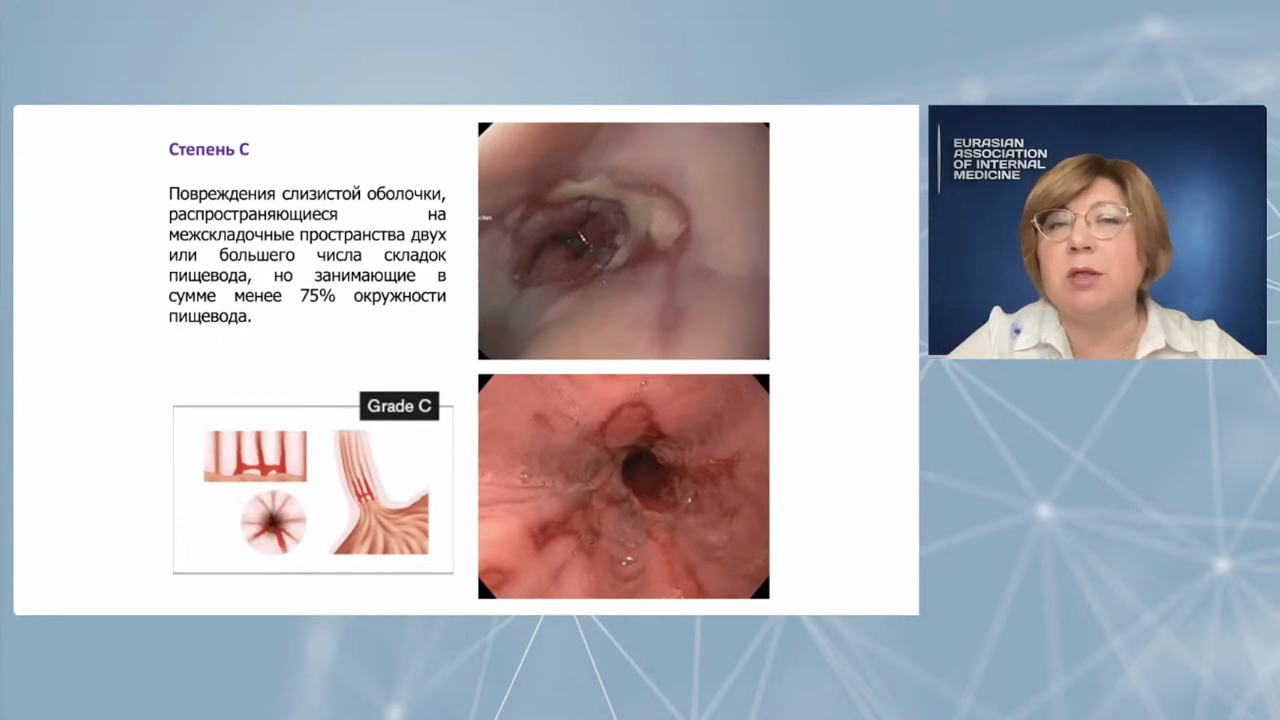 Степень С
Повреждения слизистой оболочки,
распространяющиеся на
межскладочные пространства двух
или большего числа складок
пищевода, но занимающие в
сумме менее 75% окружности
пищевода.
Grade C
EURASIAN
ASSOCIATION
OF INTERNAL
MEDICINE